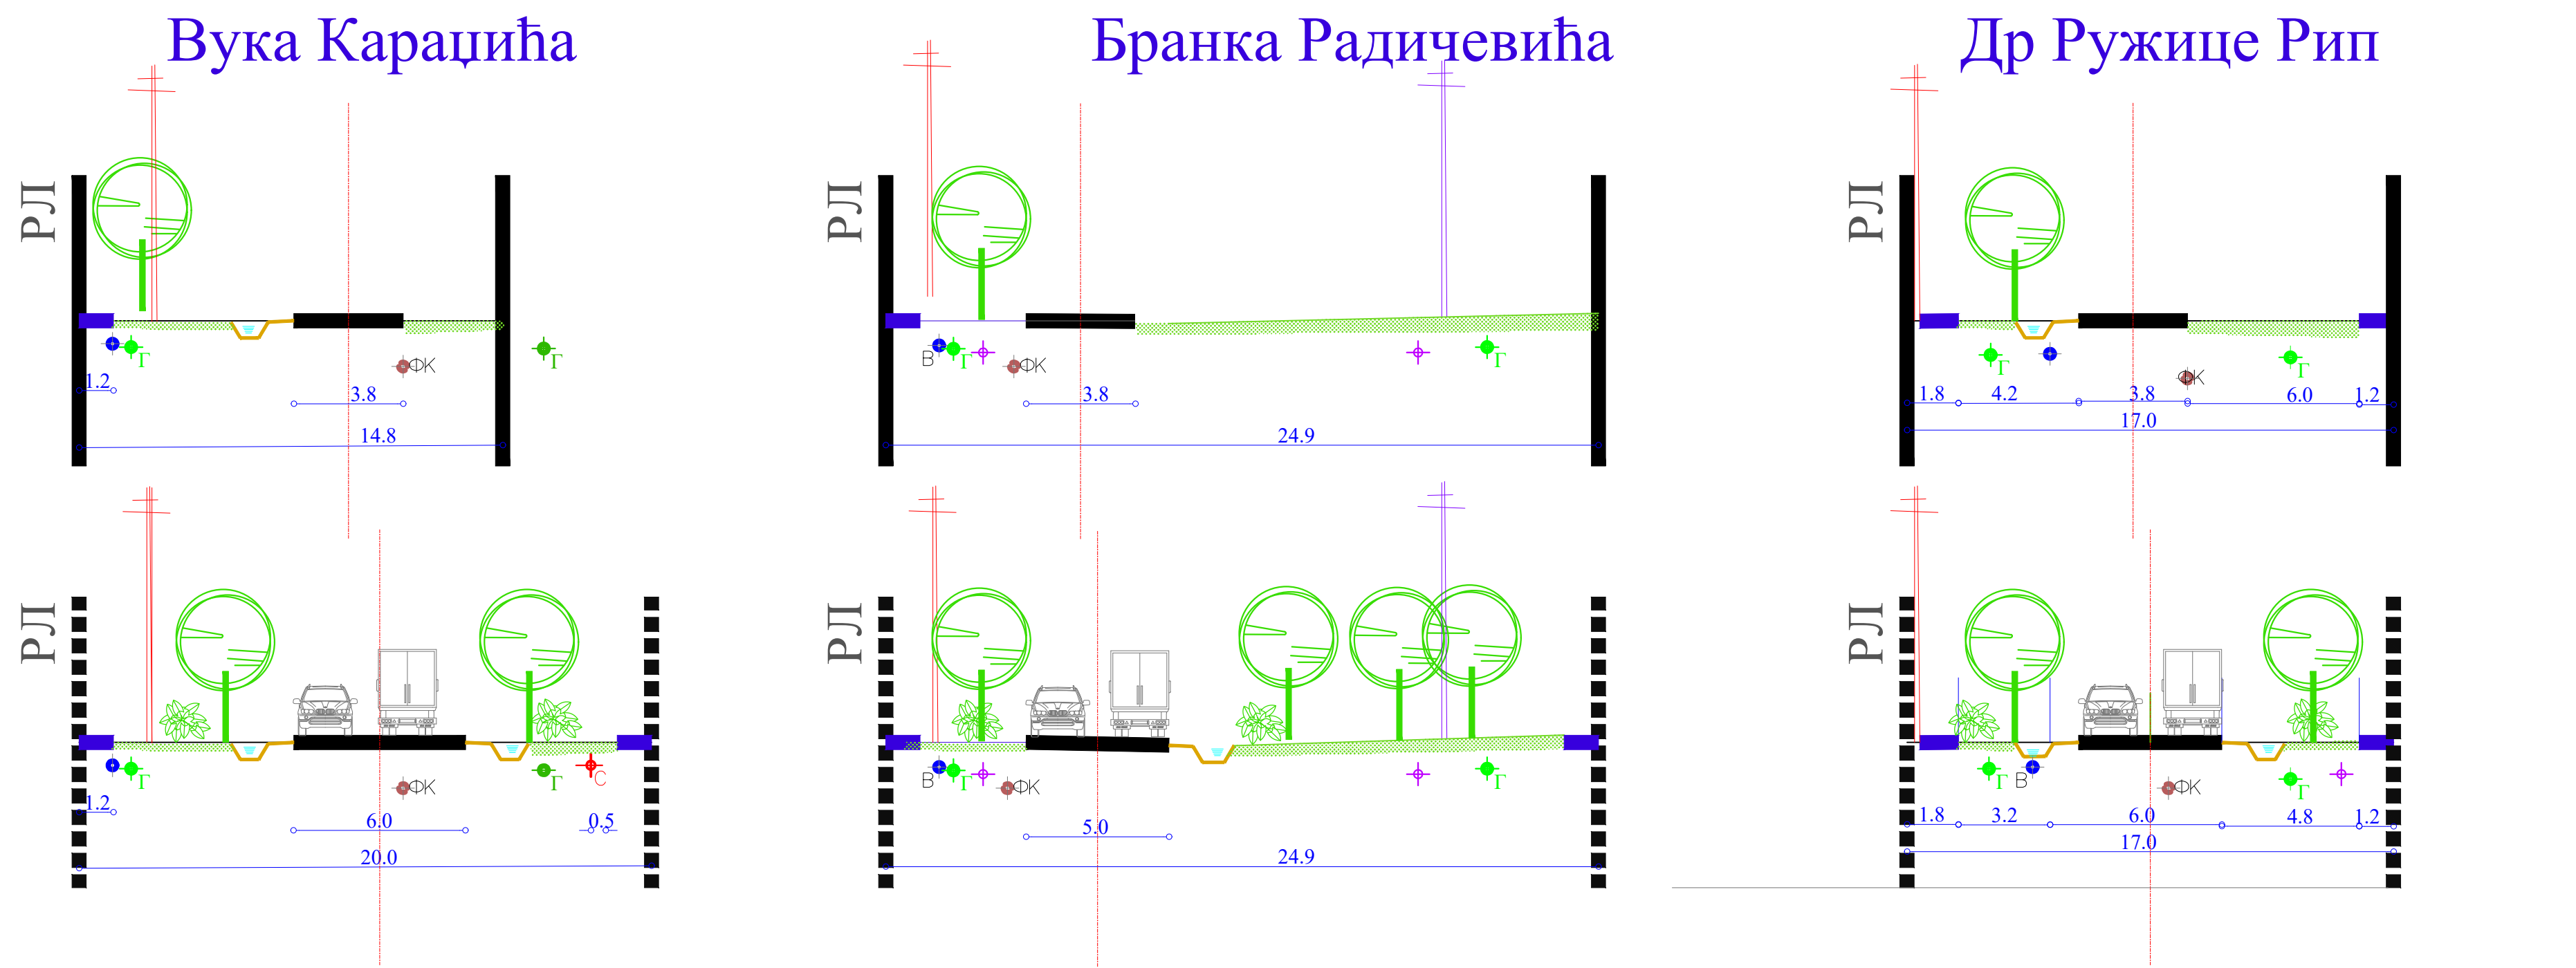 Вука Караџића
РЛ
Г
ФК
Г
1.2
3.8
14.8
РЛ
Г
ФК
Г
С
1.2
6.0
0.5
20.0
Бранка Радичевића
РЛ
В
Г
ФК
Г
3.8
24.9
РЛ
В
Г
ФК
Г
5.0
24.9
Др Ружице Рип
РЛ
Г
ФК
Г
1.8 4.2 3.8 6.0 1.2
17.0
РЛ
Г
В
ФК
Г
1.8 3.2 6.0 4.8 1.2
17.0